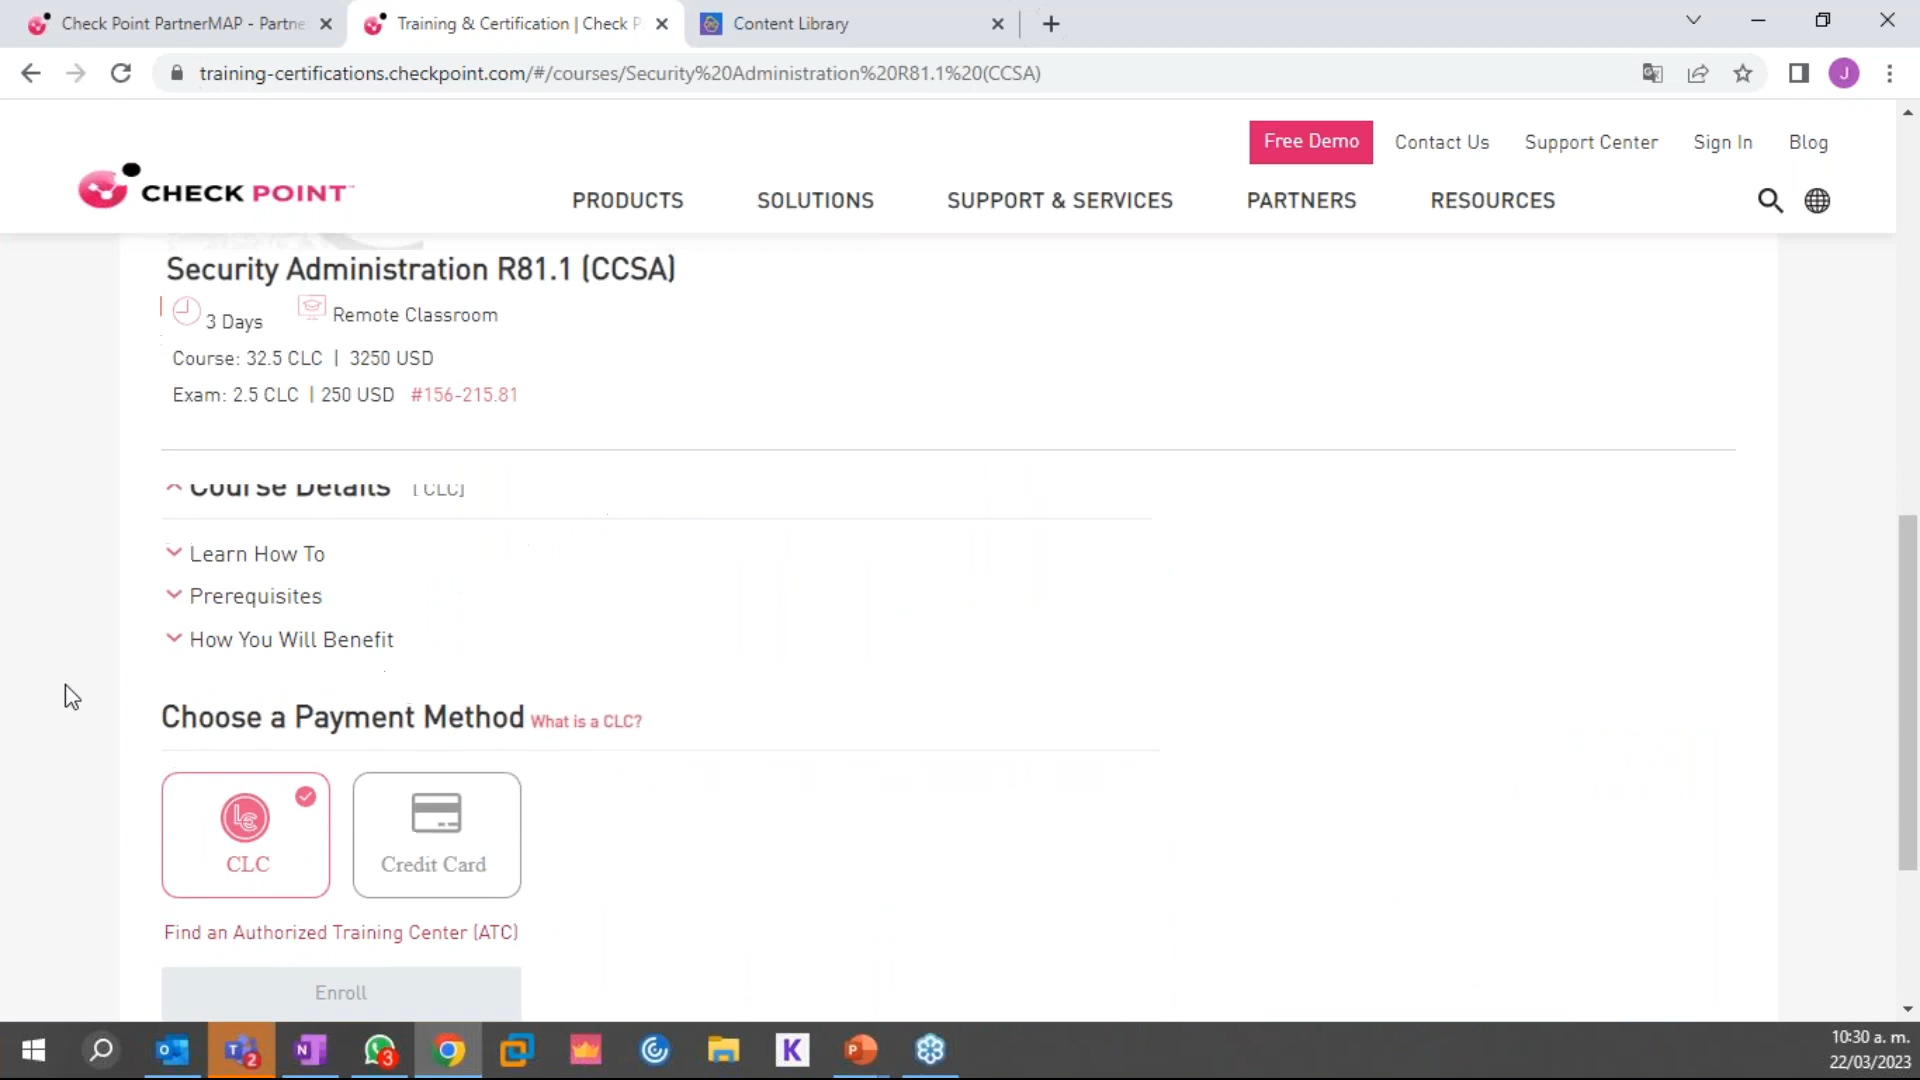 Check Point PartnerMAP - Partne
Training & Certification | Check P
Content Library
training-certifications.checkpoint.com/#/courses/Security%20Administration%20R81.1%20(CCSA)
J
Free Demo
Contact Us
Support Center
Sign In
Blog
CHECK POINT
PRODUCTS
SOLUTIONS
SUPPORT & SERVICES
PARTNERS
RESOURCES
Security Administration R81.1 (CCSA)
3 Days
Remote Classroom
Course: 32.5 CLC | 3250 USD
Exam: 2.5 CLC | 250 USD #156-215.81
Course Details [CLC]
Learn How To
Prerequisites
How You Will Benefit
Choose a Payment Method What is a CLC?
CLC
Credit Card
Find an Authorized Training Center (ATC)
Enroll
2
3
K
10:30 a. m.
22/03/2023